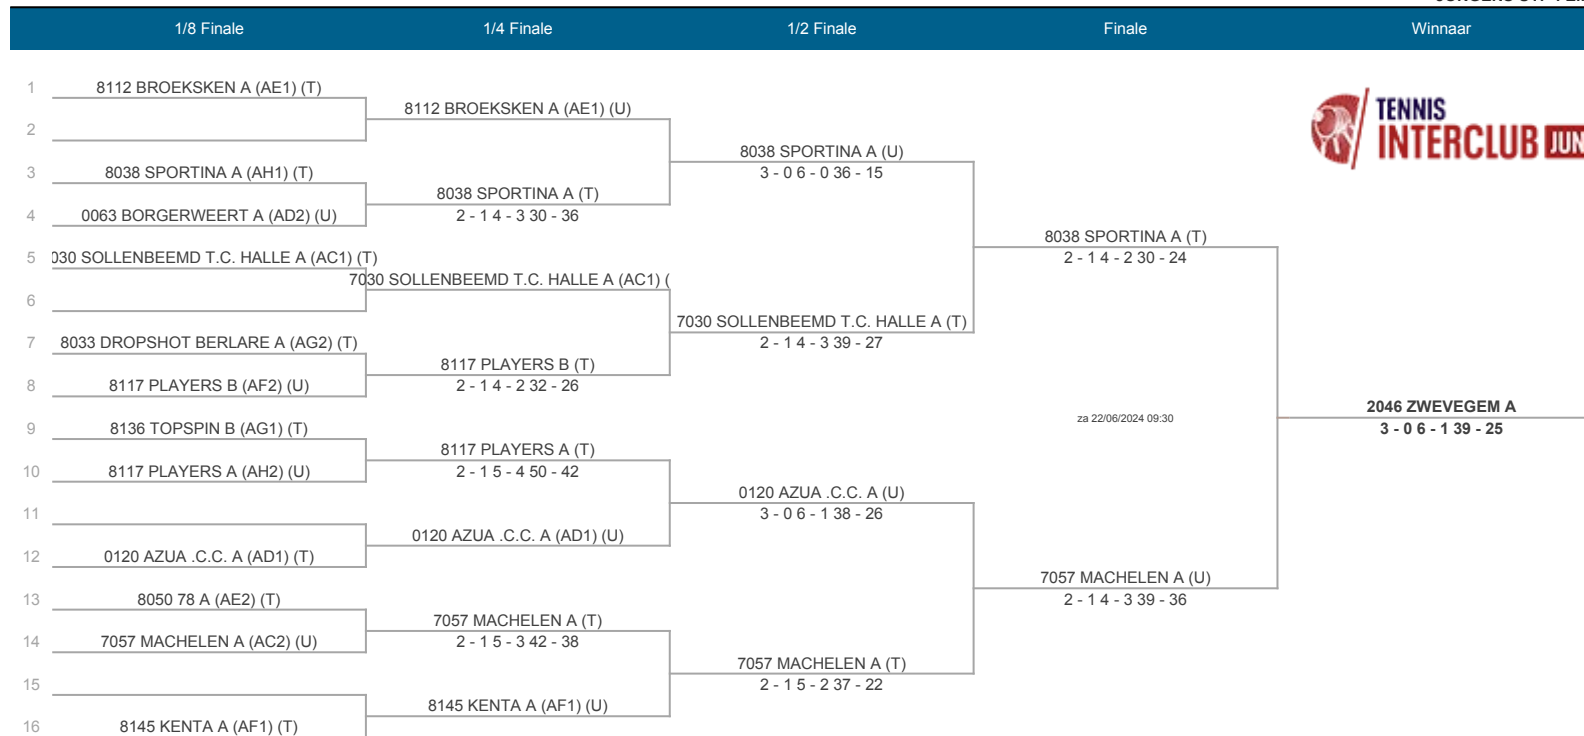 1/8 Finale 1/4 Finale 1/2 Finale Finale Winnaar
1 8112 BROEKSKEN A (AE1) (T)
8112 BROEKSKEN A (AE1) (U)
2
TENNIS
INTERCLUB JUN
8038 SPORTINA A (U)
3 - 0 6 - 0 36 - 15
3 8038 SPORTINA A (AH1) (T)
8038 SPORTINA A (T)
2 - 1 4 - 3 30 - 36
4 0063 BORGERWEERT A (AD2) (U)
8038 SPORTINA A (T)
2 - 1 4 - 2 30 - 24
5 030 SOLLENBEEMD T.C. HALLE A (AC1) (T)
7030 SOLLENBEEMD T.C. HALLE A (AC1) (
6
7030 SOLLENBEEMD T.C. HALLE A (T)
2 - 1 4 - 3 39 - 27
7 8033 DROPSHOT BERLARE A (AG2) (T)
8117 PLAYERS B (T)
2 - 1 4 - 2 32 - 26
8 8117 PLAYERS B (AF2) (U)
2046 ZWEVEGEM A
3 - 0 6 - 1 39 - 25
za 22/06/2024 09:30
9 8136 TOPSPIN B (AG1) (T)
8117 PLAYERS A (T)
2 - 1 5 - 4 50 - 42
10 8117 PLAYERS A (AH2) (U)
0120 AZUA .C.C. A (U)
3 - 0 6 - 1 38 - 26
11
0120 AZUA .C.C. A (AD1) (U)
12 0120 AZUA .C.C. A (AD1) (T)
7057 MACHELEN A (U)
2 - 1 4 - 3 39 - 36
13 8050 78 A (AE2) (T)
7057 MACHELEN A (T)
2 - 1 5 - 3 42 - 38
14 7057 MACHELEN A (AC2) (U)
7057 MACHELEN A (T)
2 - 1 5 - 2 37 - 22
15
8145 KENTA A (AF1) (U)
16 8145 KENTA A (AF1) (T)